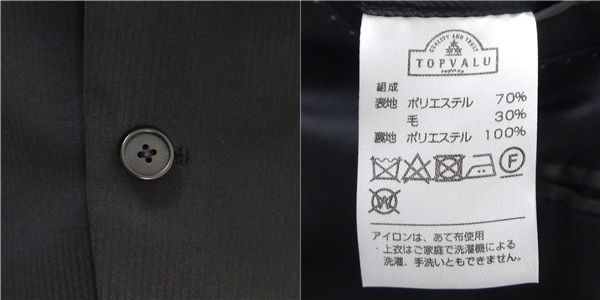 QUALITY AND TRUST
TOPVALU
トップバリュ
組成
表地 ポリエステル 70%
毛 30%
裏地 ポリエステル 100%
F
W
アイロンは、あて布使用
・上衣はご家庭で洗濯機による
洗濯、手洗いともできません。